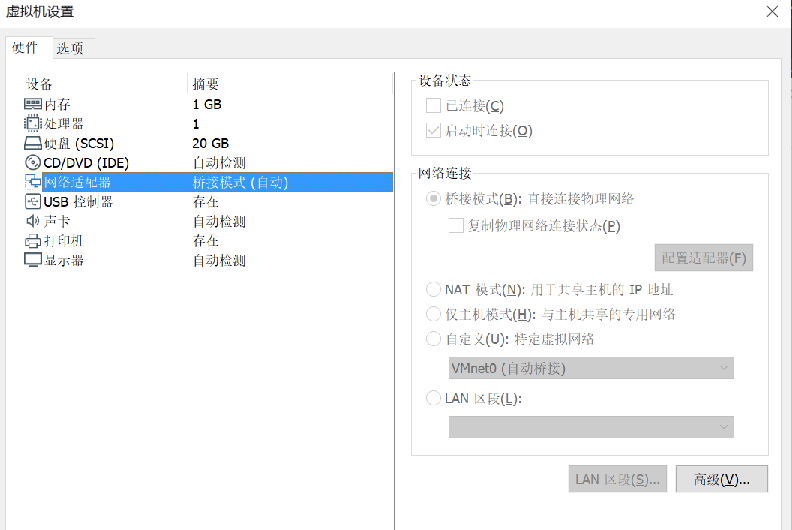 虚拟机设置
硬件 选项
设备 摘要
内存 1 GB
处理器 1
硬盘 (SCSI) 20 GB
CD/DVD (IDE) 自动检测
网络适配器 桥接模式 (自动)
USB 控制器 存在
声卡 自动检测
打印机 存在
显示器 自动检测
设备状态
已连接(C)
启动时连接(O)
网络连接
桥接模式(B): 直接连接物理网络
复制物理网络连接状态(P)
配置适配器(F)
NAT 模式(N): 用于共享主机的 IP 地址
仅主机模式(H): 与主机共享的专用网络
自定义(U): 特定虚拟网络
VMnet0 (自动桥接)
LAN 区段(L):
LAN 区段(S)... 高级(V)...